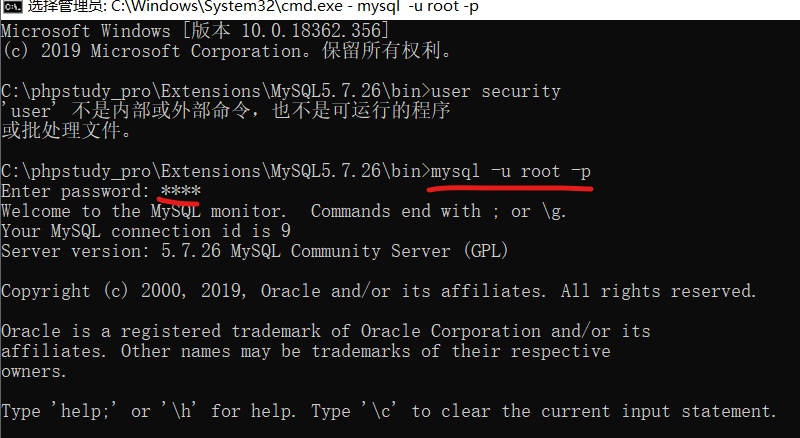 选择管理员: C:\Windows\System32\cmd.exe - mysql  -u root -p
Microsoft Windows [版本 10.0.18362.356]
(c) 2019 Microsoft Corporation。保留所有权利。
C:\phpstudy_pro\Extensions\MySQL5.7.26\bin>user security
'user' 不是内部或外部命令，也不是可运行的程序
或批处理文件。
C:\phpstudy_pro\Extensions\MySQL5.7.26\bin>mysql -u root -p
Enter password: ****
Welcome to the MySQL monitor.  Commands end with ; or \g.
Your MySQL connection id is 9
Server version: 5.7.26 MySQL Community Server (GPL)
Copyright (c) 2000, 2019, Oracle and/or its affiliates. All rights reserved.
Oracle is a registered trademark of Oracle Corporation and/or its
affiliates. Other names may be trademarks of their respective
owners.
Type 'help;' or '\h' for help. Type '\c' to clear the current input statement.